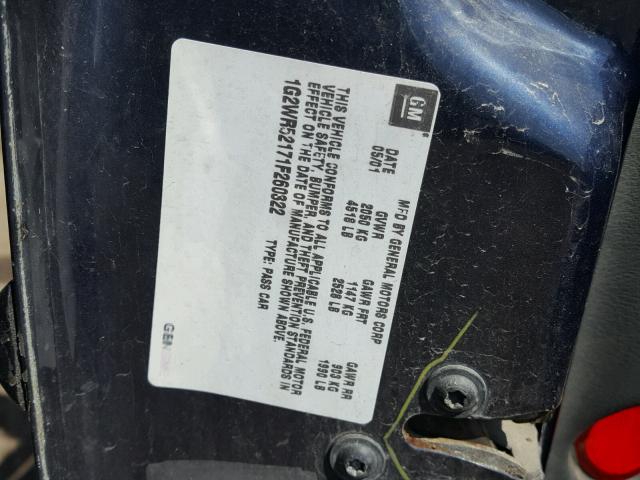 GM
MFD BY GENERAL MOTORS CORP
DATE GVWR GAWR FRT GAWR RR
05/01 2050 KG 1147 KG 903 KG
4518 LB 2528 LB 1990 LB
THIS VEHICLE CONFORMS TO ALL APPLICABLE U.S. FEDERAL MOTOR
VEHICLE SAFETY, BUMPER, AND THEFT PREVENTION STANDARDS IN
EFFECT ON THE DATE OF MANUFACTURE SHOWN ABOVE.
1G2WR52171F260322 TYPE: PASS CAR